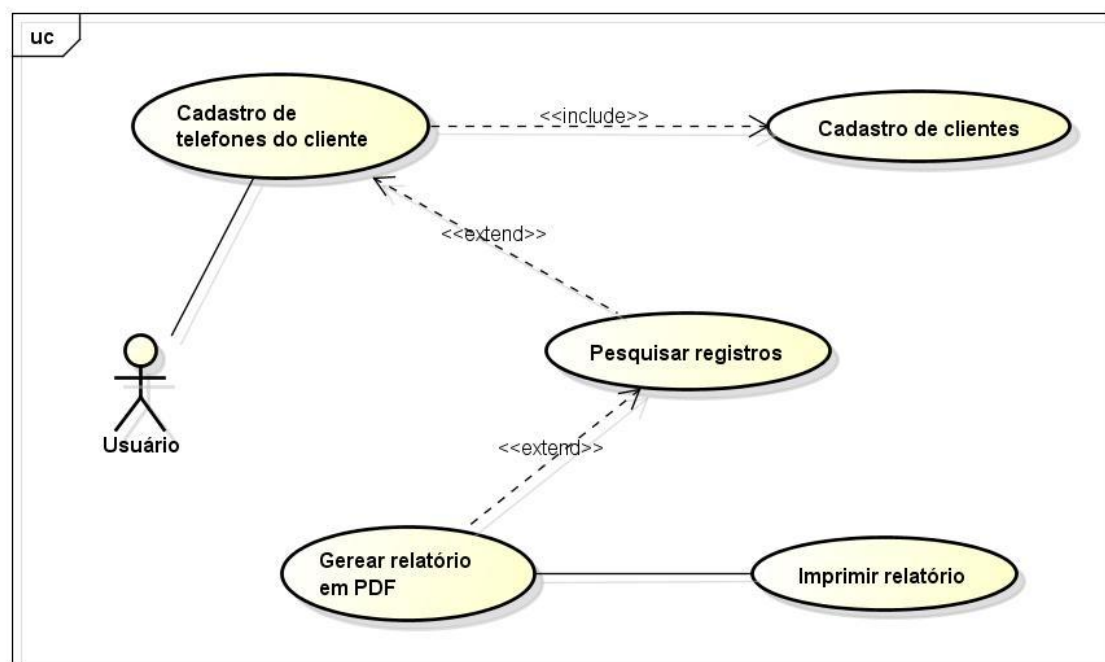 uc
Cadastro de
telefones do cliente
<<include>>
Cadastro de clientes
<<extend>>
Pesquisar registros
Usuário
<<extend>>
Gerear relatório
em PDF
Imprimir relatório